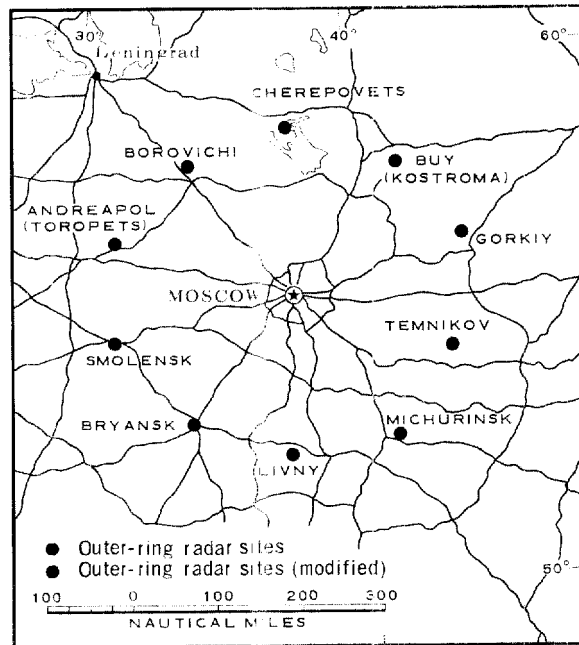 30°
40
60°
Leningrad
CHEREPOVETS
BOROVICHI
BUY
(KOSTROMA)
ANDREAPOL
(TOROPETS)
GORKIY
MOSCOW
TEMNIKOV
SMOLENSK
BRYANSK
MICHURINSK
LIVNY
Outer-ring radar sites
Outer-ring radar sites (modified)
50°
100 0 100 200 300
NAUTICAL MILES